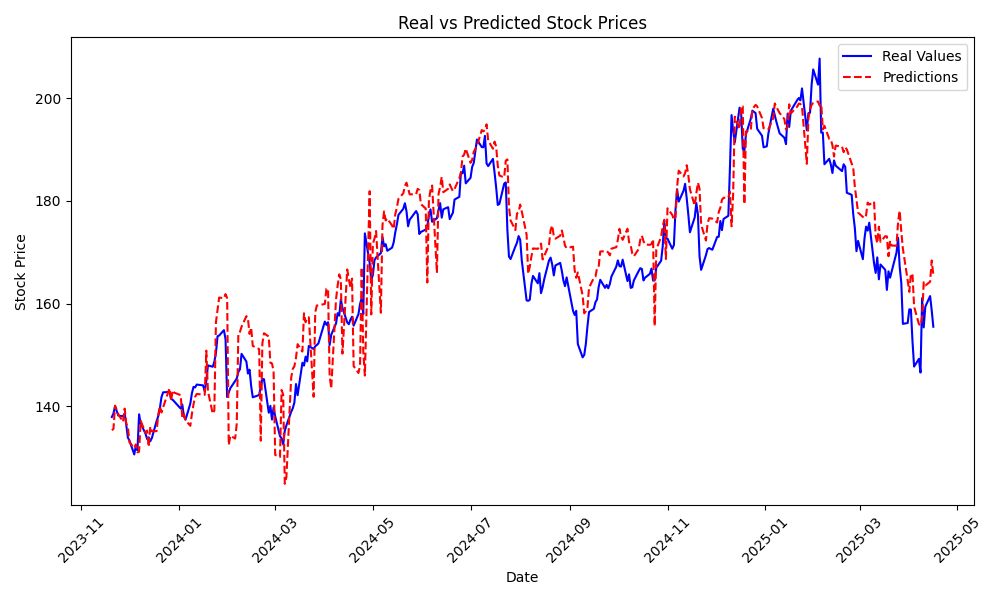 Real vs Predicted Stock Prices
Real Values
Predictions
Stock Price
200
180
160
140
2023-11
2024-01
2024-03
2024-05
2024-07
2024-09
2024-11
2025-01
2025-03
2025-05
Date